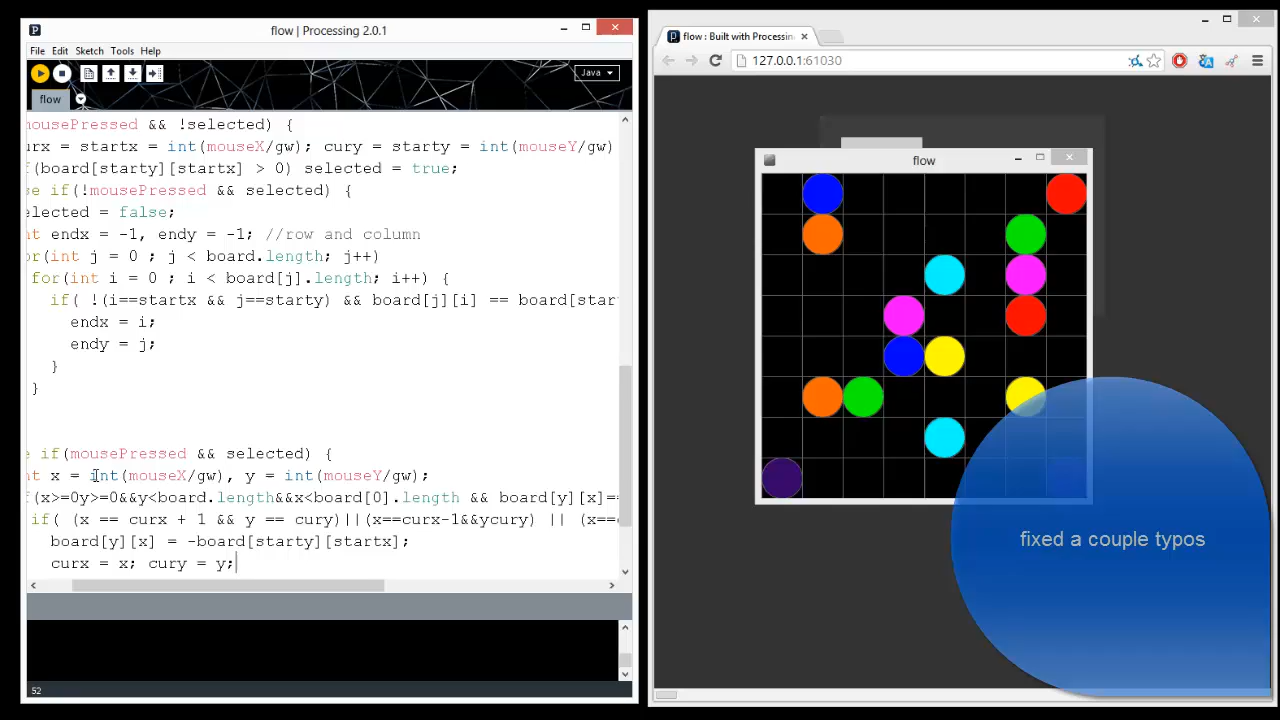 flow | Processing 2.0.1
File Edit Sketch Tools Help
Java
flow
mousePressed && !selected) {
urx = startx = int(mouseX/gw); cury = starty = int(mouseY/gw)
f(board[starty][startx] > 0) selected = true;
se if(!mousePressed && selected) {
elected = false;
nt endx = -1, endy = -1; //row and column
or(int j = 0 ; j < board.length; j++)
for(int i = 0 ; i < board[j].length; i++) {
if( !(i==startx && j==starty) && board[j][i] == board[star
endx = i;
endy = j;
}
}
e if(mousePressed && selected) {
nt x = int(mouseX/gw), y = int(mouseY/gw);
f(x>=0y>=0&&y<board.length&&x<board[0].length && board[y][x]==
if( (x == curx + 1 && y == cury)||(x==curx-1&&ycury) || (x==c
board[y][x] = -board[starty][startx];
curx = x; cury = y;
52
flow : Built with Processin
127.0.0.1:61030
flow
fixed a couple typos